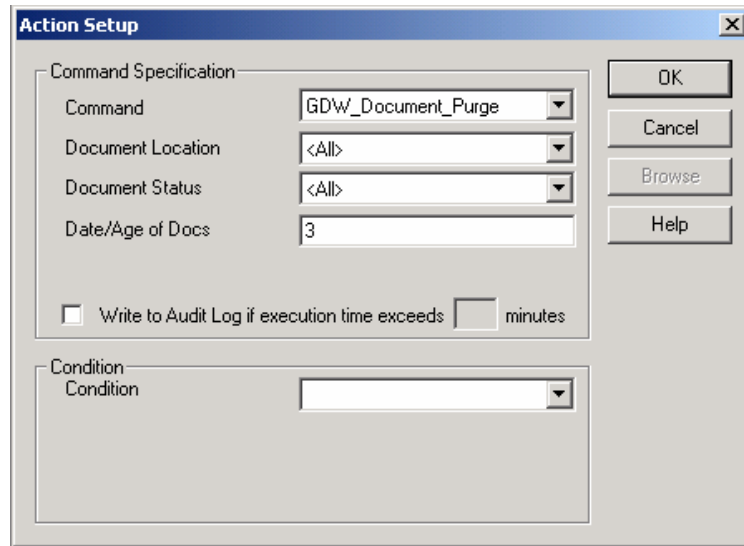 Action Setup
Command Specification
Command GDW_Document_Purge
Document Location <All>
Document Status <All>
Date/Age of Docs 3
Write to Audit Log if execution time exceeds minutes
Condition
Condition
OK
Cancel
Browse
Help